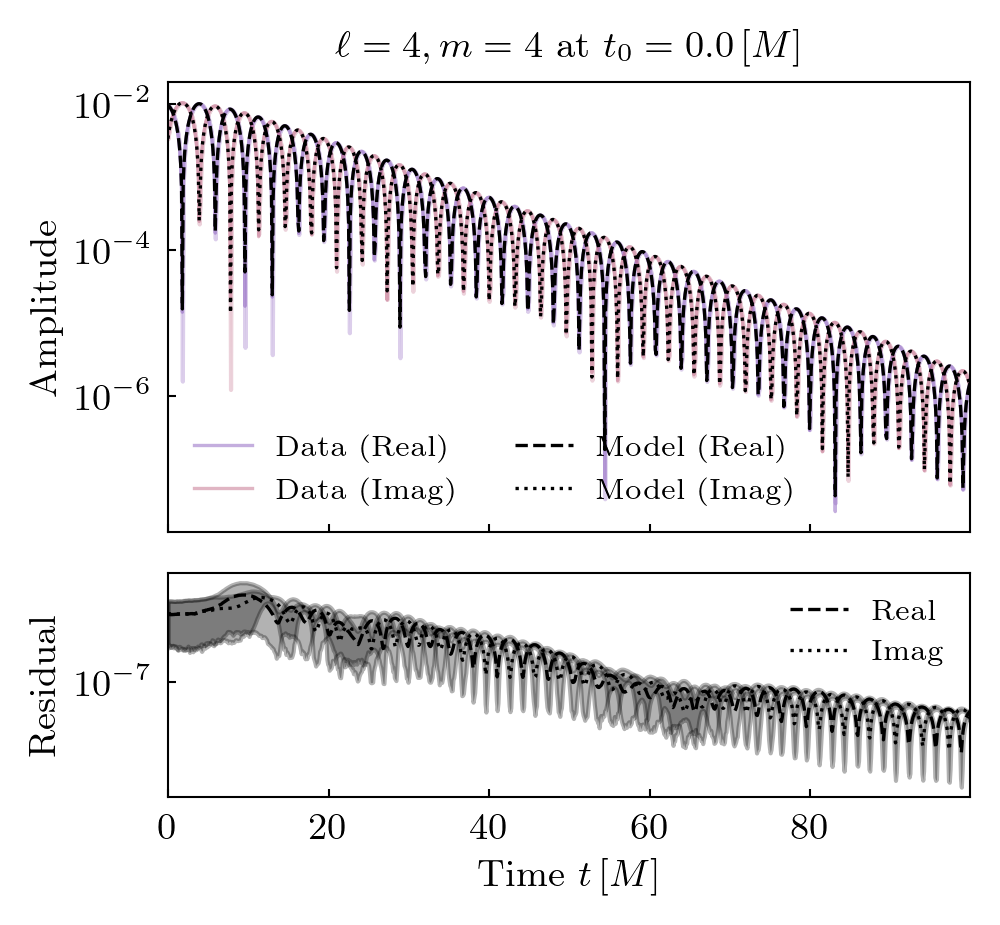 ℓ = 4, m = 4 at t₀ = 0.0 [M]
10⁻²
10⁻⁴
10⁻⁶
Amplitude
Data (Real)
Data (Imag)
Model (Real)
Model (Imag)
Residual
10⁻⁷
Real
Imag
0 20 40 60 80
Time t [M]